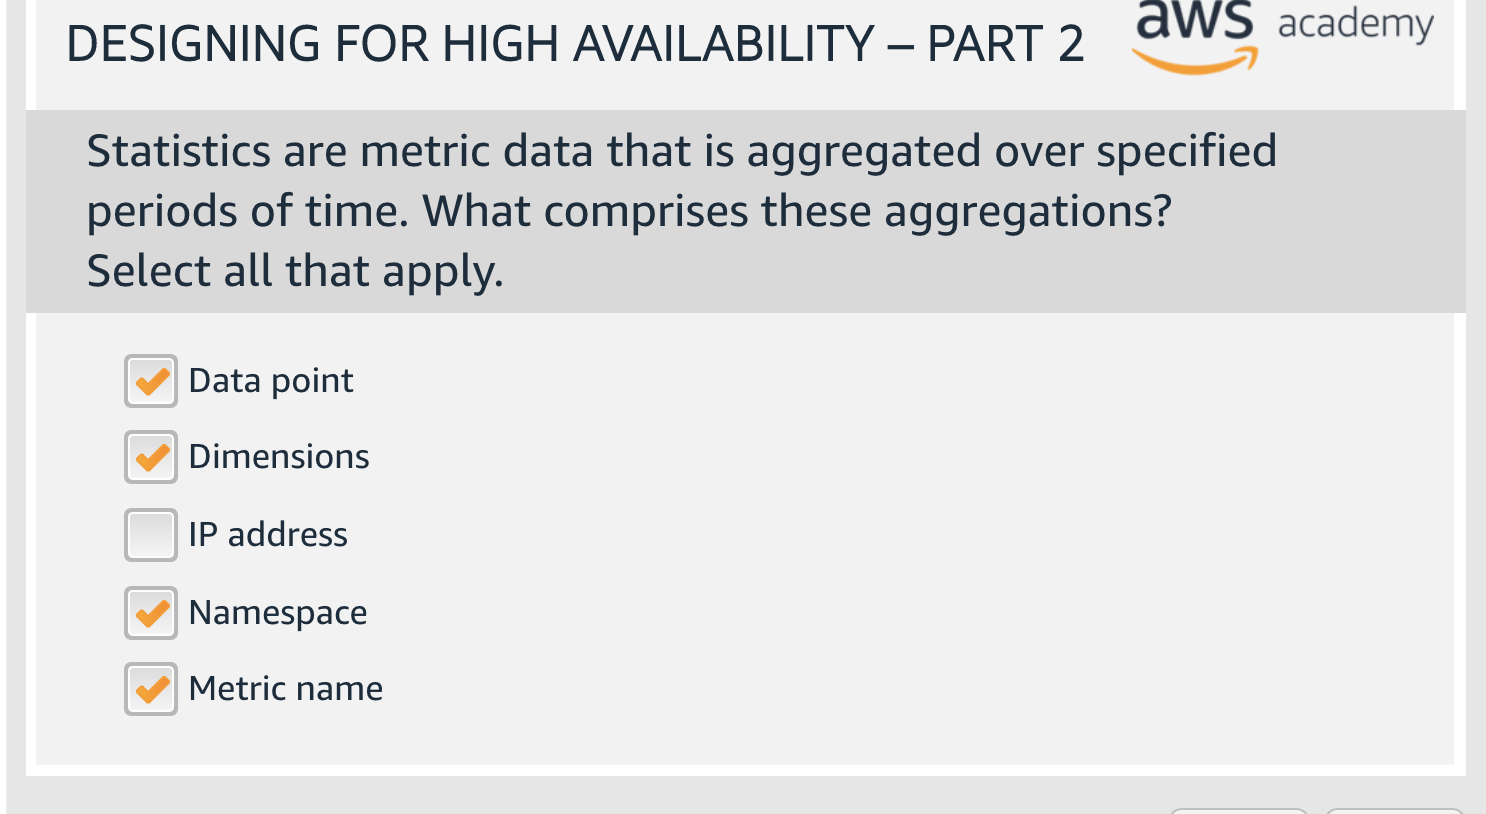 DESIGNING FOR HIGH AVAILABILITY – PART 2
aws academy
Statistics are metric data that is aggregated over specified
periods of time. What comprises these aggregations?
Select all that apply.
Data point
Dimensions
IP address
Namespace
Metric name